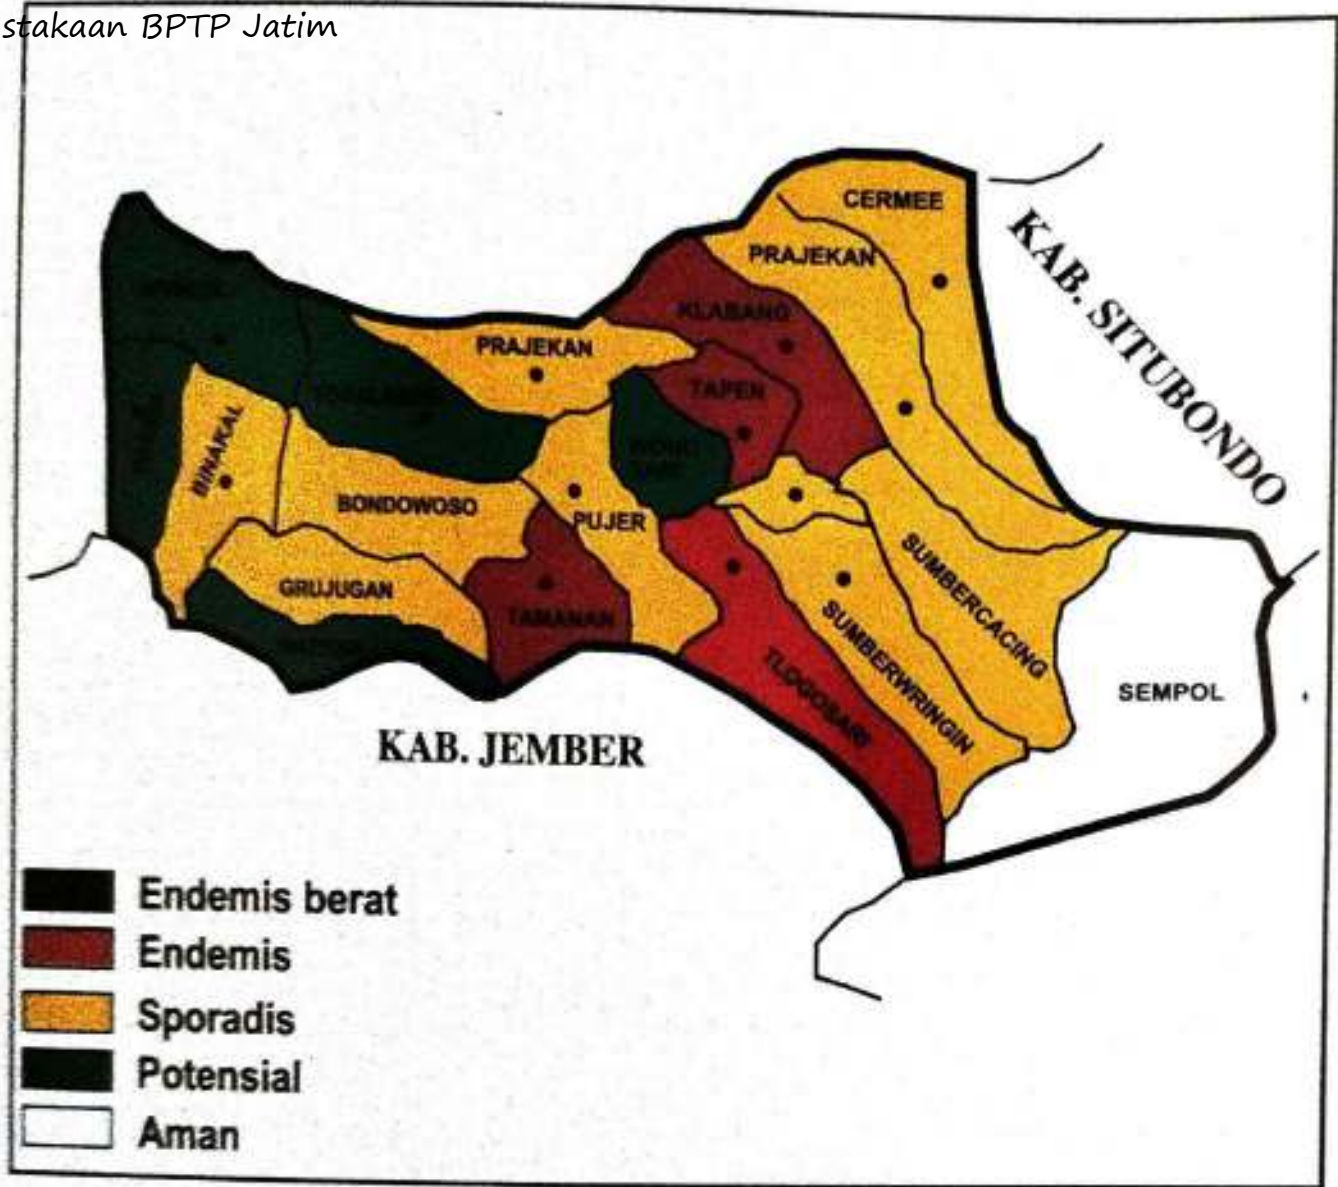 stakaan BPTP Jatim
CERMEE
PRAJEKAN
KAB. SITUBONDO
KLABANG
PRAJEKAN
TAPEN
BINAKAL
BONDOWOSO
PUJER
GRUJUGAN
TAMANAN
SUMBERCACING
SUMBERWRINGIN
TLOGOSARI
SEMPOL
KAB. JEMBER
Endemis berat
Endemis
Sporadis
Potensial
Aman